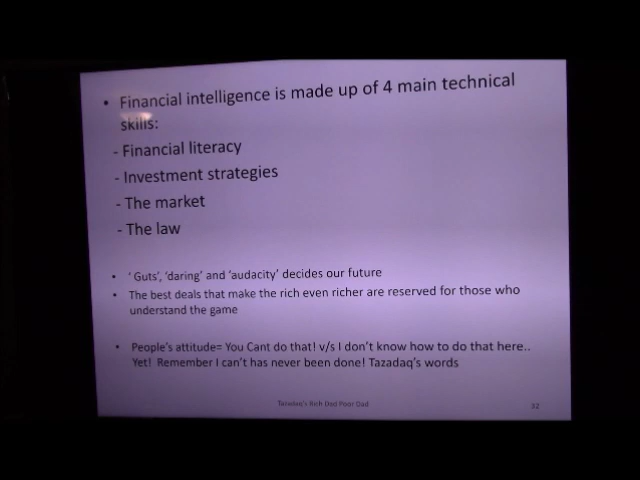 • Financial intelligence is made up of 4 main technical
skills:
- Financial literacy
- Investment strategies
- The market
- The law
• ‘ Guts’, ‘daring’ and ‘audacity’ decides our future
• The best deals that make the rich even richer are reserved for those who
understand the game
• People’s attitude= You Cant do that! v/s I don’t know how to do that here..
Yet! Remember I can’t has never been done! Tazadaq’s words
Tazadaq's Rich Dad Poor Dad
32